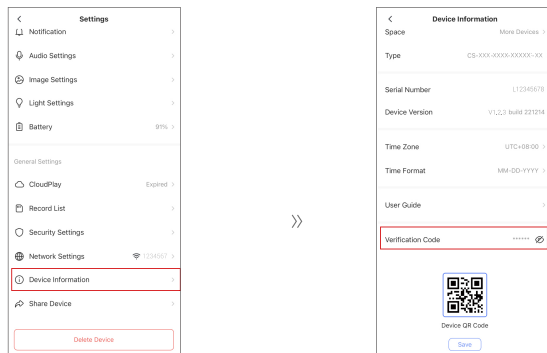 Settings
Notification
Audio Settings
Image Settings
Light Settings
Battery 91%
General Settings
CloudPlay Expired
Record List
Security Settings
Network Settings 1234567
Device Information
Share Device
Delete Device
Device Information
Space More Devices
Type CS-XXX-XXXX-XXXXX\-XX
Serial Number L12345678
Device Version V1.2.3 build 221214
Time Zone UTC+08:00
Time Format MM-DD-YYYY
User Guide
Verification Code ******
Device QR Code
Save